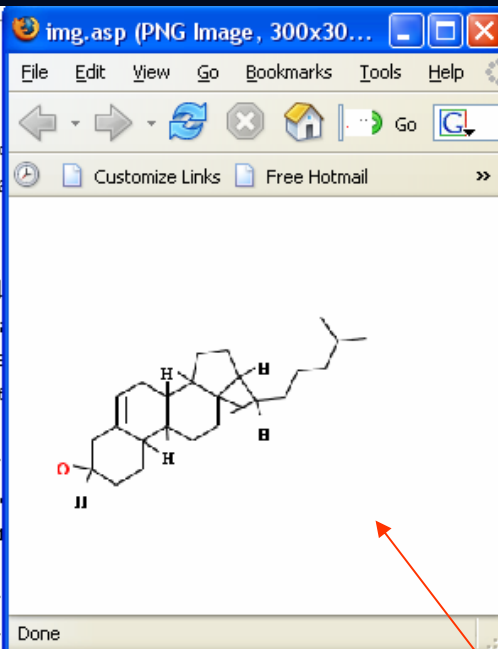 img.asp (PNG Image, 300x30...
File Edit View Go Bookmarks Tools Help
Go G
Customize Links Free Hotmail »
H H
H
H
O
H
Done